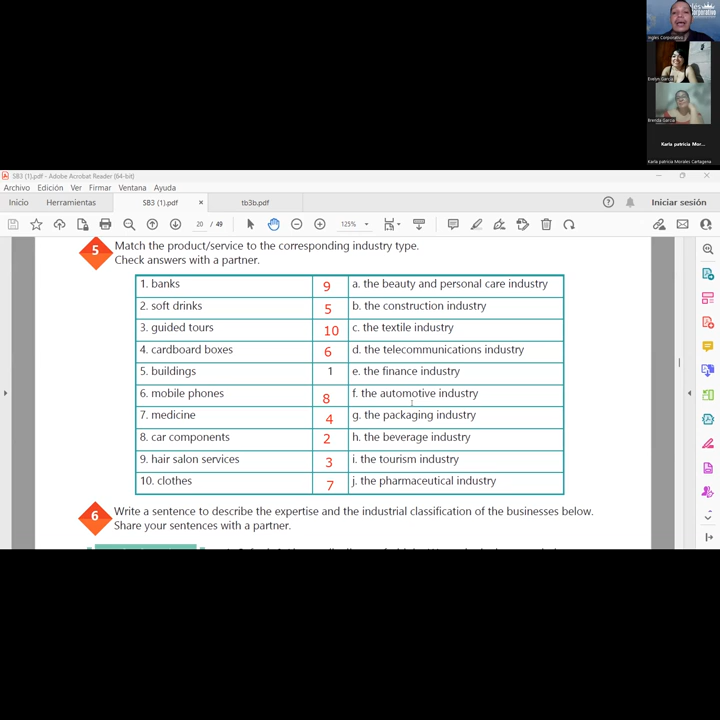 Inglés Corporativo
Evelyn García
Brenda García
Karla patricia Mor...
Karla patricia Morales Cartagena
SB3 (1).pdf - Adobe Acrobat Reader (64-bit)
Archivo Edición Ver Firmar Ventana Ayuda
Inicio Herramientas SB3 (1).pdf × tb3b.pdf Iniciar sesión
20 / 49 125%
5 Match the product/service to the corresponding industry type.
Check answers with a partner.
1. banks 9 a. the beauty and personal care industry
2. soft drinks 5 b. the construction industry
3. guided tours 10 c. the textile industry
4. cardboard boxes 6 d. the telecommunications industry
5. buildings 1 e. the finance industry
6. mobile phones 8 f. the automotive industry
7. medicine 4 g. the packaging industry
8. car components 2 h. the beverage industry
9. hair salon services 3 i. the tourism industry
10. clothes 7 j. the pharmaceutical industry
6 Write a sentence to describe the expertise and the industrial classification of the businesses below.
Share your sentences with a partner.